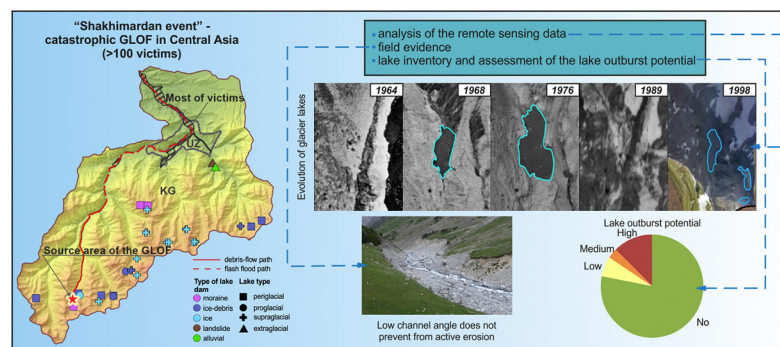 “Shakhimardan event” -
catastrophic GLOF in Central Asia
(>100 victims)
Most of victims
UZ
KG
Source area of the GLOF
debris-flow path
flash flood path
Type of lake
dam
moraine
ice-debris
ice
landslide
alluvial
Lake type
periglacial
proglacial
supraglacial
extraglacial
• analysis of the remote sensing data
• field evidence
• lake inventory and assessment of the lake outburst potential
Evolution of glacier lakes
1964
1968
1976
1989
1998
Low channel angle does not
prevent from active erosion
Lake outburst potential
High
Medium
Low
No